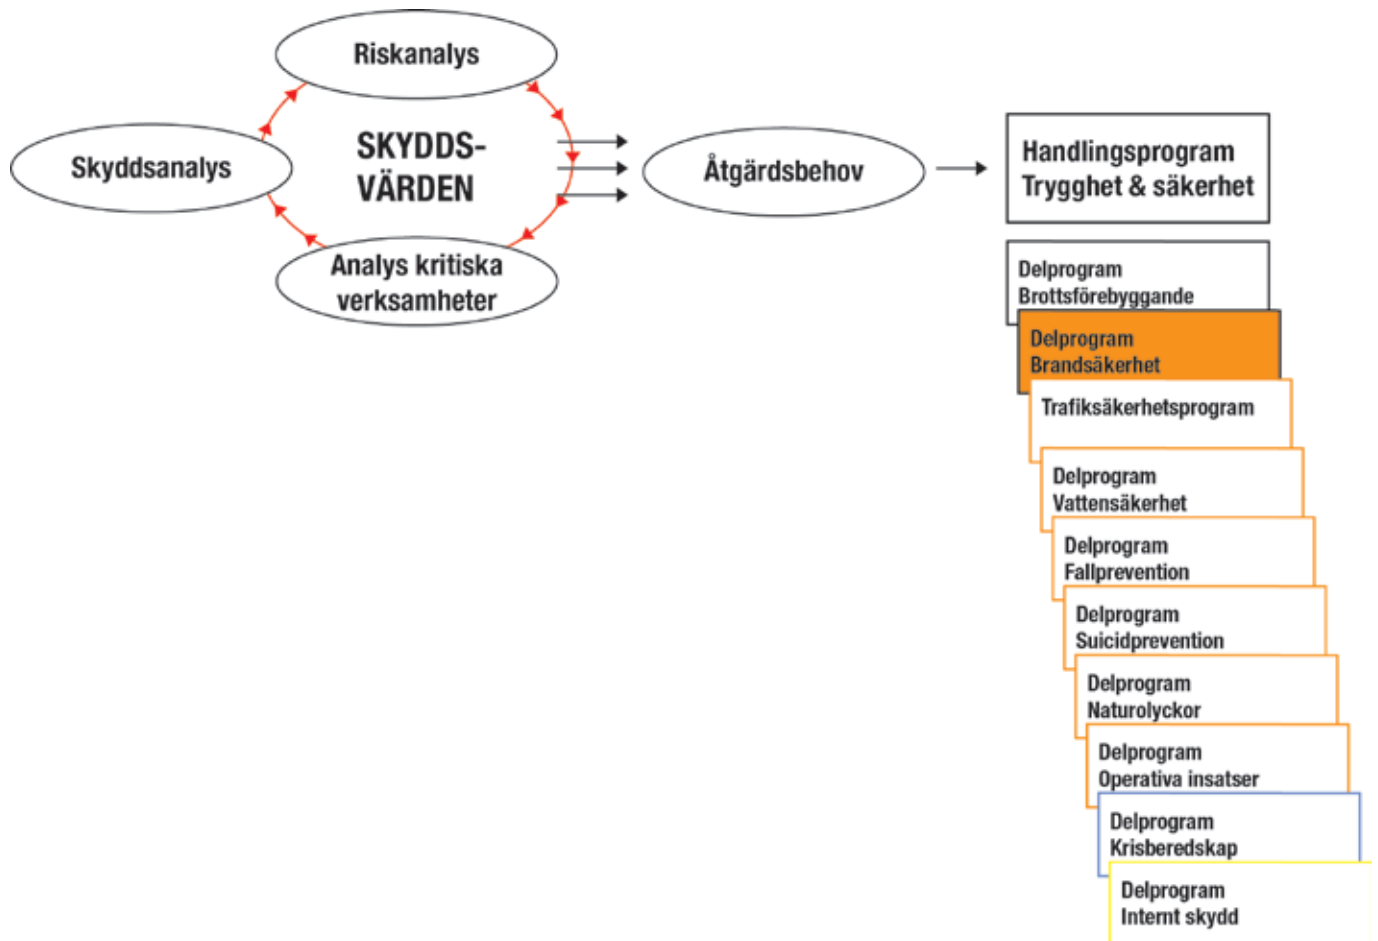 Riskanalys
Skyddsanalys
SKYDDS-
VÄRDEN
Analys kritiska
verksamheter
Åtgärdsbehov
Handlingsprogram
Trygghet & säkerhet
Delprogram
Brottsförebyggande
Delprogram
Brandsäkerhet
Trafiksäkerhetsprogram
Delprogram
Vattensäkerhet
Delprogram
Fallprevention
Delprogram
Suicidprevention
Delprogram
Naturolyckor
Delprogram
Operativa insatser
Delprogram
Krisberedskap
Delprogram
Internt skydd